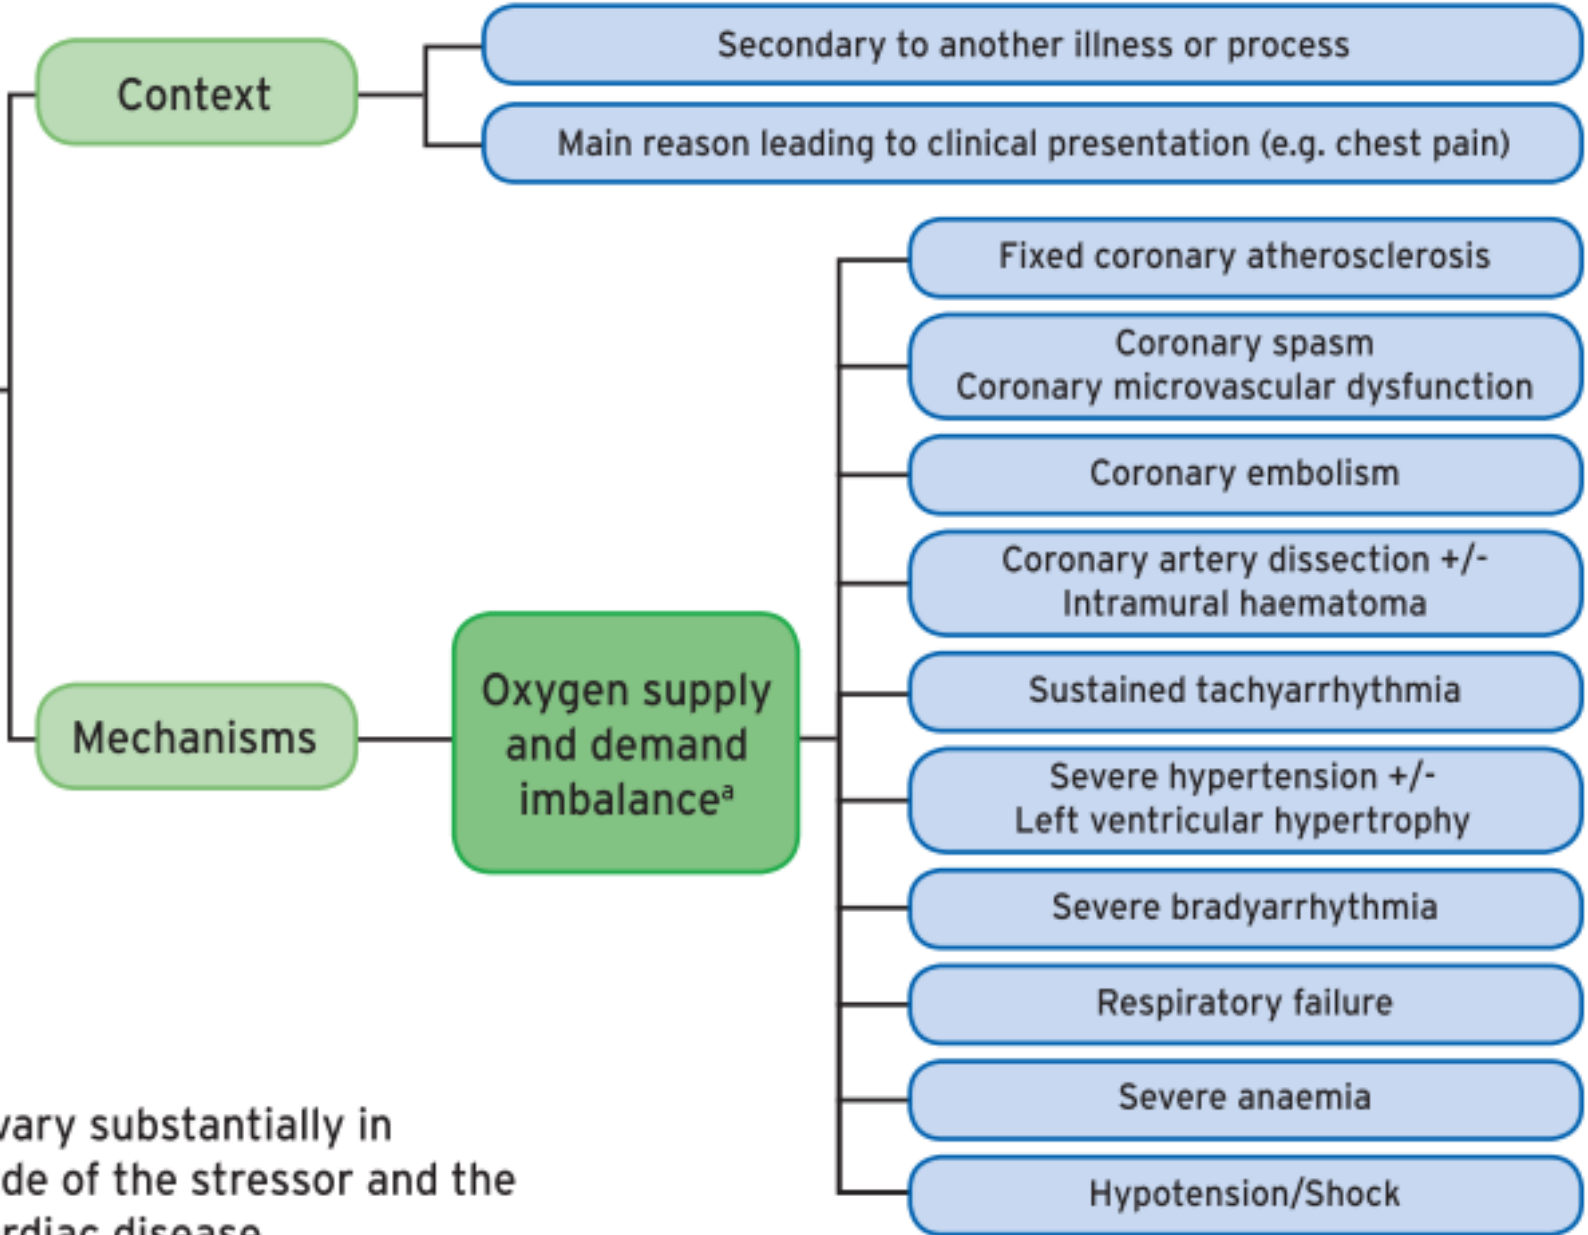 Context
Secondary to another illness or process
Main reason leading to clinical presentation (e.g. chest pain)
Mechanisms
Oxygen supply
and demand
imbalanceᵃ
Fixed coronary atherosclerosis
Coronary spasm
Coronary microvascular dysfunction
Coronary embolism
Coronary artery dissection +/-
Intramural haematoma
Sustained tachyarrhythmia
Severe hypertension +/-
Left ventricular hypertrophy
Severe bradyarrhythmia
Respiratory failure
Severe anaemia
Hypotension/Shock
vary substantially in
de of the stressor and the
rdiac disease